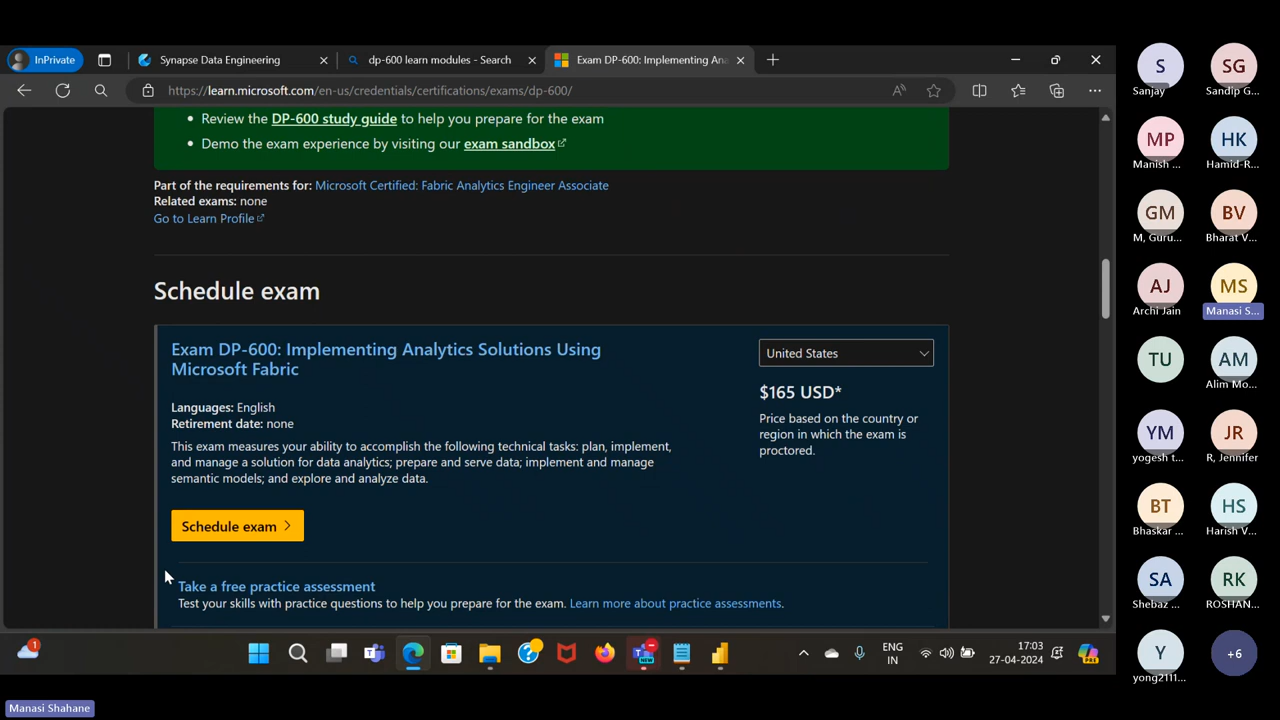 InPrivate
Synapse Data Engineering
dp-600 learn modules - Search
Exam DP-600: Implementing Ana
https://learn.microsoft.com/en-us/credentials/certifications/exams/dp-600/
Review the DP-600 study guide to help you prepare for the exam
Demo the exam experience by visiting our exam sandbox
Part of the requirements for: Microsoft Certified: Fabric Analytics Engineer Associate
Related exams: none
Go to Learn Profile
Schedule exam
Exam DP-600: Implementing Analytics Solutions Using
Microsoft Fabric
Languages: English
Retirement date: none
This exam measures your ability to accomplish the following technical tasks: plan, implement,
and manage a solution for data analytics; prepare and serve data; implement and manage
semantic models; and explore and analyze data.
United States
$165 USD*
Price based on the country or
region in which the exam is
proctored.
Schedule exam
Take a free practice assessment
Test your skills with practice questions to help you prepare for the exam. Learn more about practice assessments.
1
NEW
ENG
IN
17:03
27-04-2024
PRE
Manasi Shahane
S
Sanjay
SG
Sandip G...
MP
Manish ...
HK
Hamid-R...
GM
M, Guru...
BV
Bharat V...
AJ
Archi Jain
MS
Manasi S...
TU
AM
Alim Mo...
YM
yogesh t...
JR
R, Jennifer
BT
Bhaskar ...
HS
Harish V...
SA
Shebaz ...
RK
ROSHAN...
Y
yong2111...
+6